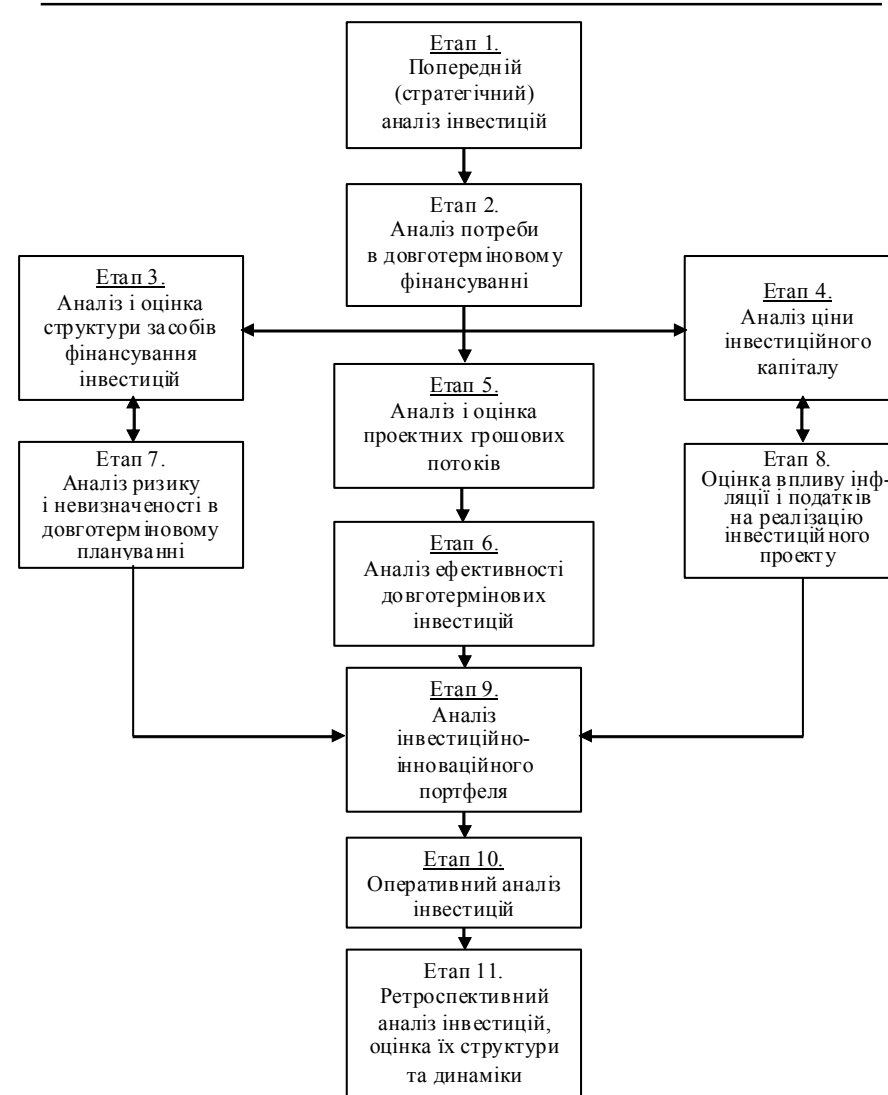 Етап 1.
Попередній
(стратегічний)
аналіз інвестицій
Етап 2.
Аналіз потреби
в довготерміновому
фінансуванні
Етап 3.
Аналіз і оцінка
структури засобів
фінансування
інвестицій
Етап 4.
Аналіз ціни
інвестиційного
капіталу
Етап 5.
Аналіз і оцінка
проектних грошових
потоків
Етап 7.
Аналіз ризику
і невизначеності в
довготерміновому
плануванні
Етап 8.
Оцінка впливу інф-
ляції і податків
на реалізацію
інвестиційного
проекту
Етап 6.
Аналіз ефективності
довготермінових
інвестицій
Етап 9.
Аналіз
інвестиційно-
інноваційного
портфеля
Етап 10.
Оперативний аналіз
інвестицій
Етап 11.
Ретроспективний
аналіз інвестицій,
оцінка їх структури
та динаміки